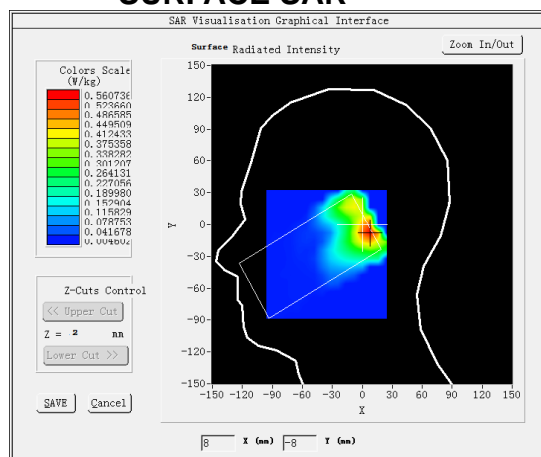 SURFACE SAR
SAR Visualisation Graphical Interface
Surface Radiated Intensity
Zoom In/Out
Colors Scale
(W/kg)
0.560736
0.523660
0.486585
0.449509
0.412433
0.375358
0.338282
0.301207
0.264131
0.227056
0.189980
0.152904
0.115829
0.078753
0.041678
0.004602
Z-Cuts Control
<< Upper Cut
Z = 2 mm
Lower Cut >>
SAVE Cancel
150
120
90
60
30
0
-30
-60
-90
-120
-150
Y
-150 -120 -90 -60 -30 0 30 60 90 120 150
X
8 X (mm) -8 Y (mm)